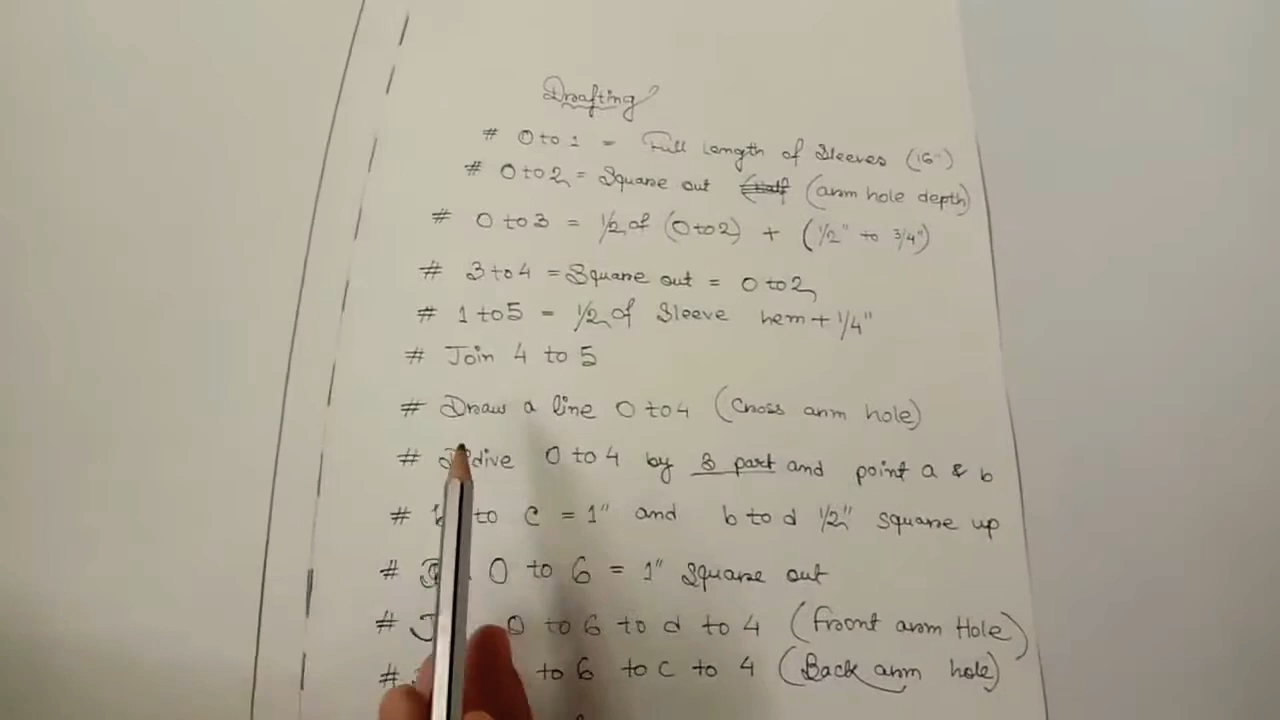 Drafting
# 0 to 1 = Full Length of Sleeves (16")
# 0 to 2 = Square out (arm hole depth)
# 0 to 3 = 1/2 of (0 to 2) + (1/2" to 3/4")
# 3 to 4 = Square out = 0 to 2
# 1 to 5 = 1/2 of Sleeve hem + 1/4"
# Join 4 to 5
# Draw a line 0 to 4 (Cross arm hole)
# 0 to 4 by 3 part and point a & b
# to c = 1" and b to d 1/2" square up
# 0 to 6 = 1" Square out
# 0 to 6 to d to 4 (Front arm Hole)
# to 6 to c to 4 (Back arm hole)